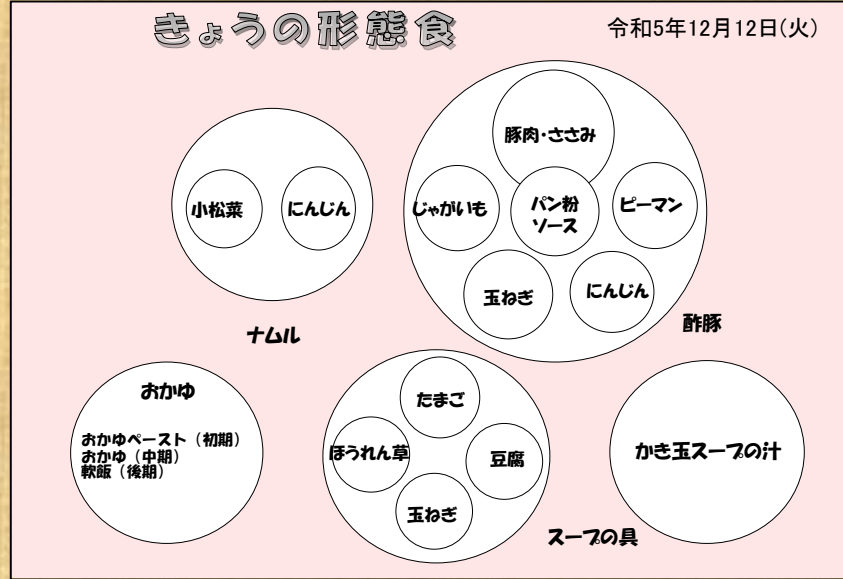 きょうの形態食
令和5年12月12日(火)
小松菜
にんじん
ナムル
豚肉・ささみ
じゃがいも
パン粉
ソース
ピーマン
玉ねぎ
にんじん
酢豚
おかゆ
おかゆペースト（初期）
おかゆ（中期）
軟飯（後期）
たまご
ほうれん草
豆腐
玉ねぎ
スープの具
かき玉スープの汁